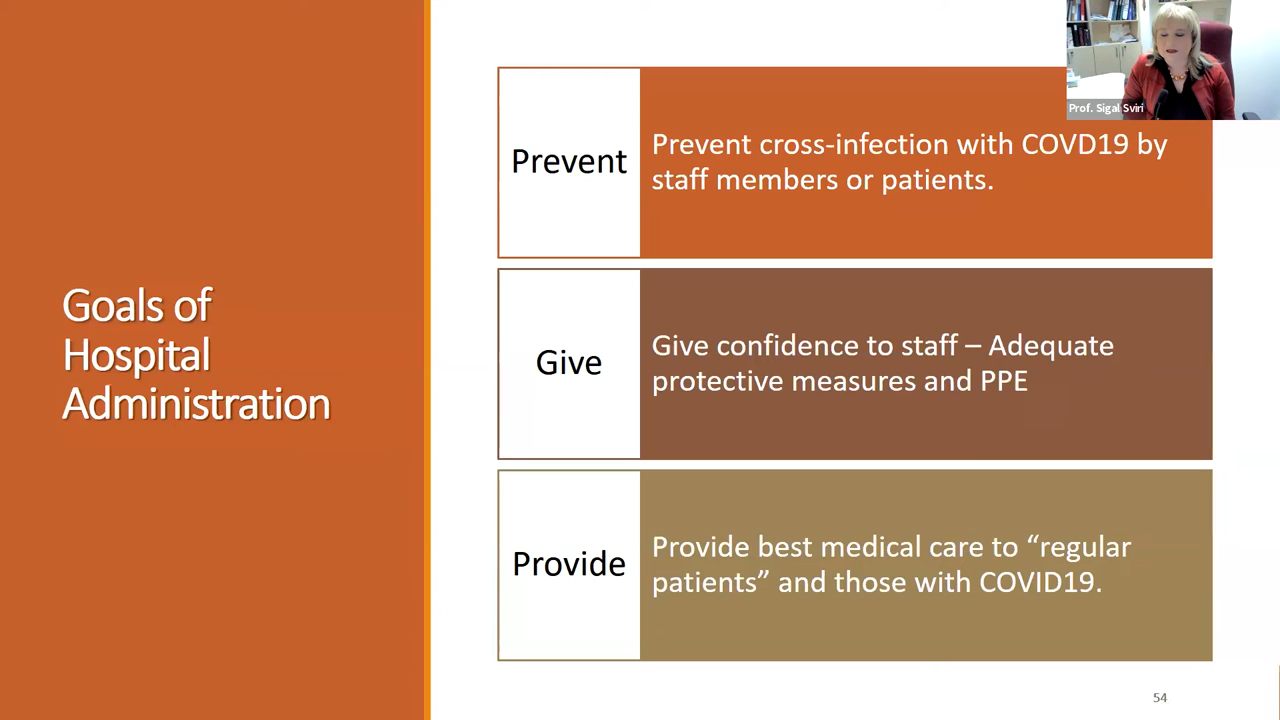 Prof. Sigal Sviri
Goals of
Hospital
Administration
Prevent
Prevent cross-infection with COVD19 by
staff members or patients.
Give
Give confidence to staff – Adequate
protective measures and PPE
Provide
Provide best medical care to “regular
patients” and those with COVID19.
54